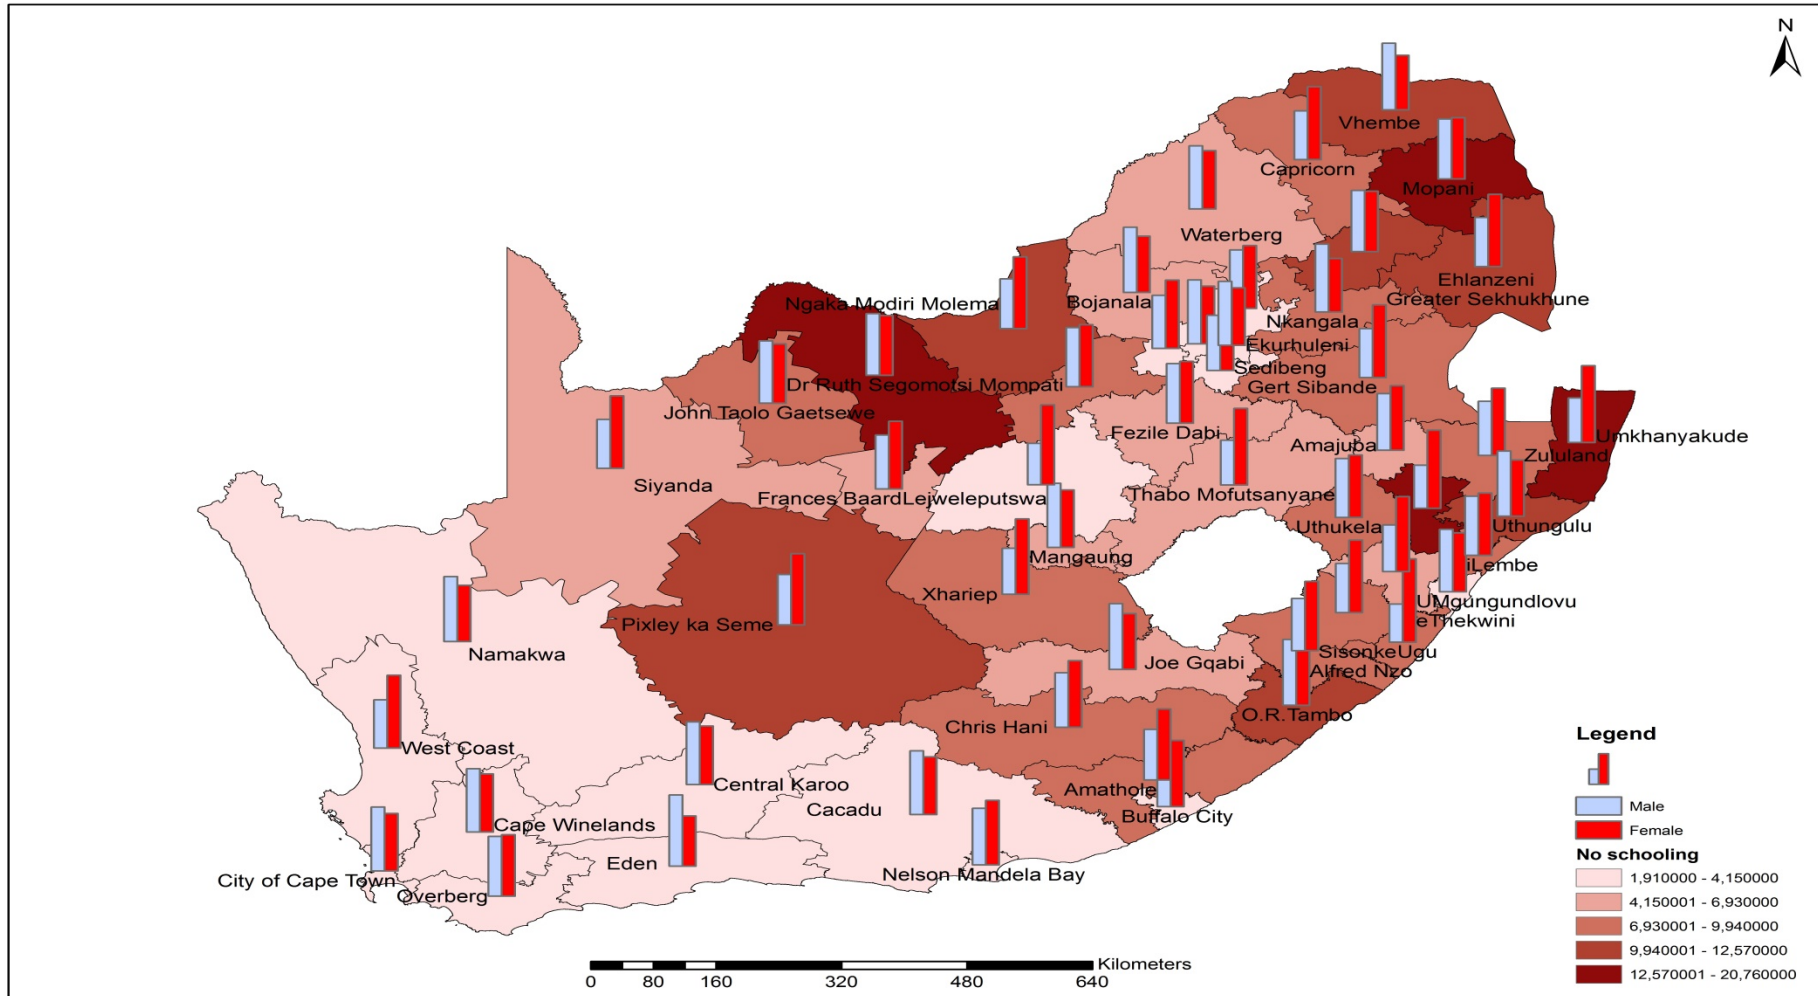 N
Vhembe
Capricorn
Mopani
Waterberg
Ehlanzeni
Greater Sekhukhune
Ngaka Modiri Molema
Bojanala
Nkangala
Ekurhuleni
Sedibeng
Dr Ruth Segomotsi Mompati
Gert Sibande
John Taolo Gaetsewe
Fezile Dabi
Amajuba
Umkhanyakude
Zululand
Siyanda
Frances Baard
Lejweleputswa
Thabo Mofutsanyane
Uthukela
Uthungulu
Mangaung
iLembe
Xhariep
UMgungundlovu
eThekwini
Pixley ka Seme
Namakwa
Joe Gqabi
Sisonke
Ugu
Alfred Nzo
O.R.Tambo
Chris Hani
West Coast
Central Karoo
Cacadu
Amathole
Buffalo City
Cape Winelands
Eden
Nelson Mandela Bay
City of Cape Town
Overberg
Legend
Male
Female
No schooling
1,910000 - 4,150000
4,150001 - 6,930000
6,930001 - 9,940000
9,940001 - 12,570000
12,570001 - 20,760000
Kilometers
0 80 160 320 480 640